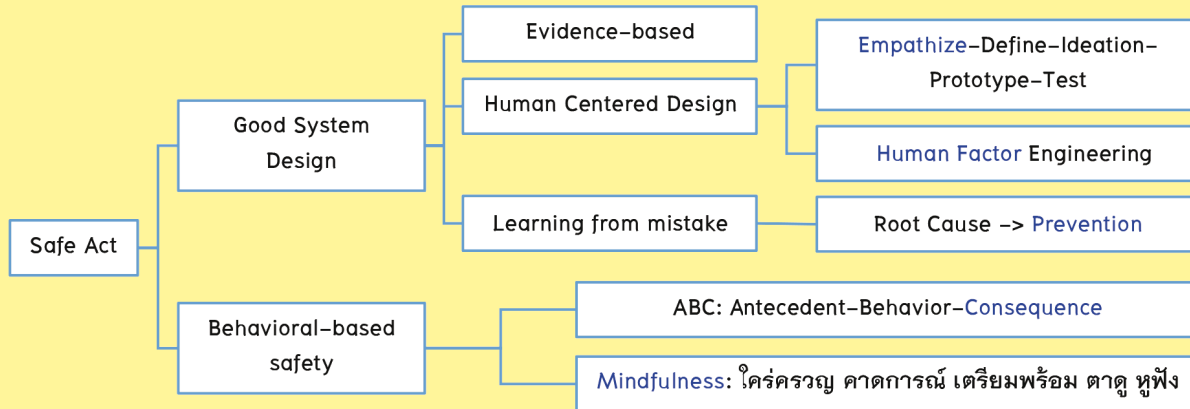 Safe Act
Good System
Design
Evidence-based
Human Centered Design
Empathize-Define-Ideation-
Prototype-Test
Human Factor Engineering
Learning from mistake
Root Cause -> Prevention
Behavioral-based
safety
ABC: Antecedent-Behavior-Consequence
Mindfulness: ใคร่ครวญ คาดการณ์ เตรียมพร้อม ตาดู หูฟัง